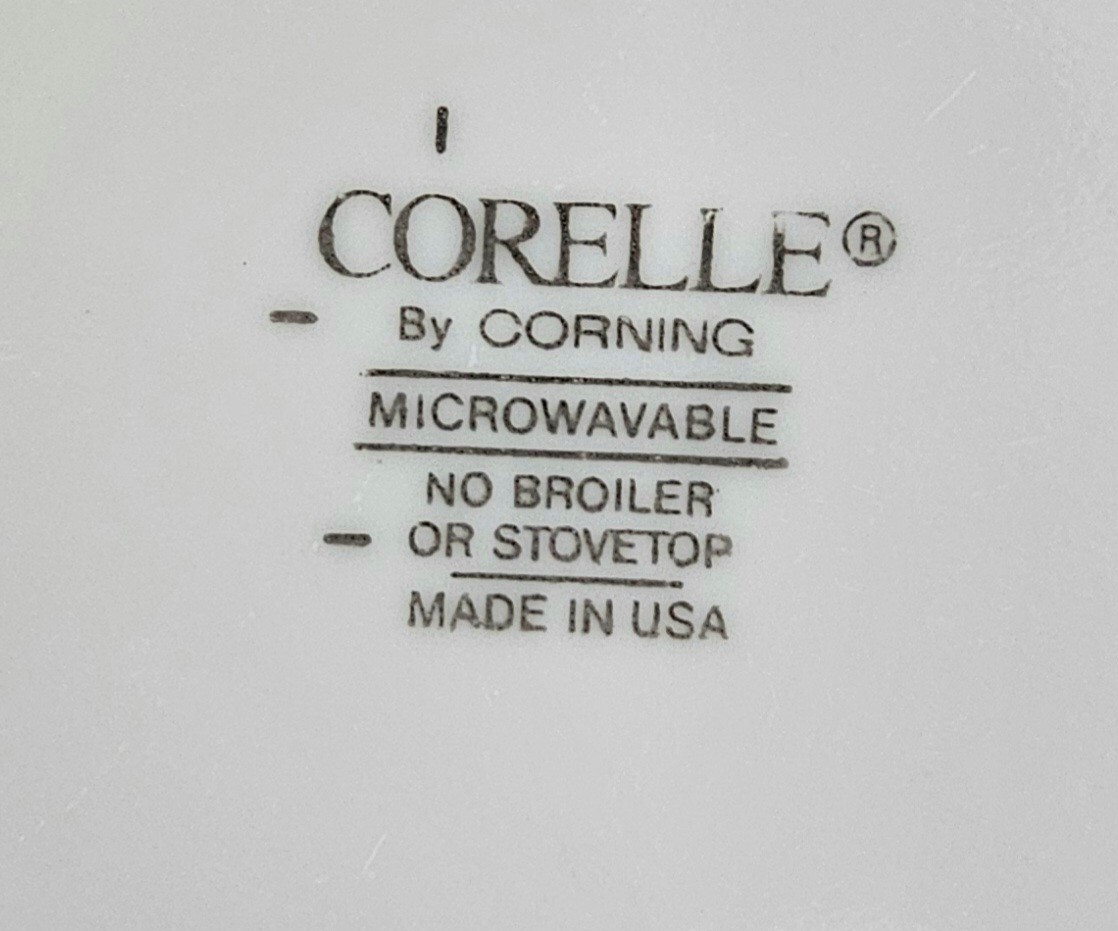 CORELLE®
By CORNING
MICROWAVABLE
NO BROILER
OR STOVETOP
MADE IN USA